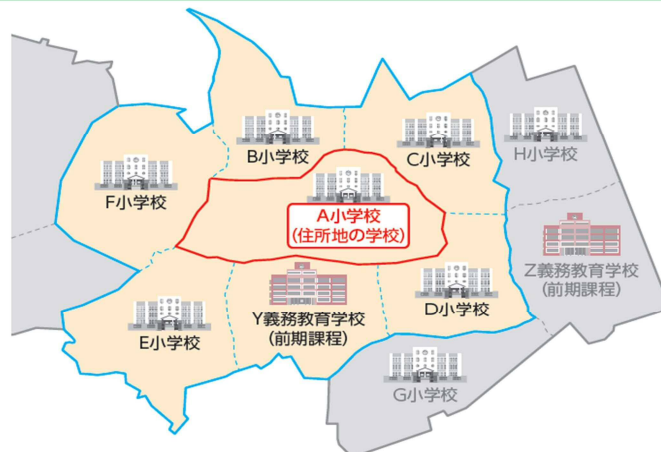 B小学校
C小学校
H小学校
F小学校
A小学校
(住所地の学校)
Z義務教育学校
(前期課程)
E小学校
Y義務教育学校
(前期課程)
D小学校
G小学校